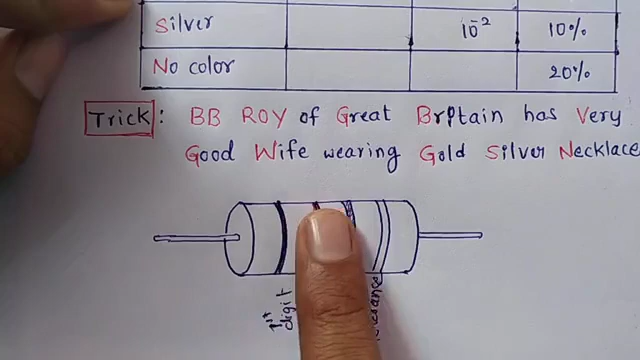 Silver 10⁻² 10%
No color 20%
Trick : BB ROY of Great Britain has Very
Good Wife wearing Gold Silver Necklace
1st
digit